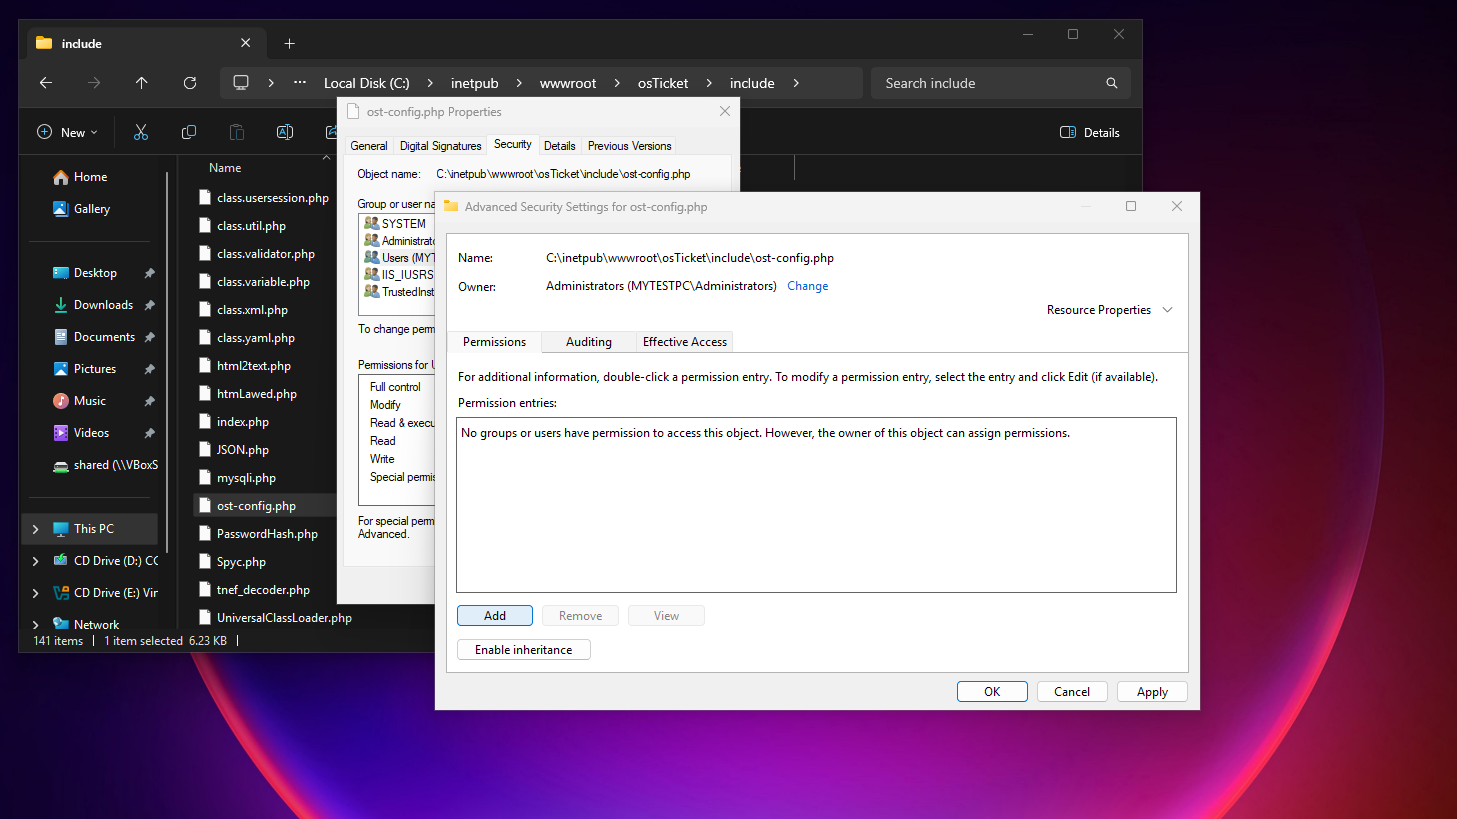 include
Local Disk (C:)
inetpub
wwwroot
osTicket
include
Search include
New
Details
ost-config.php Properties
General
Digital Signatures
Security
Details
Previous Versions
Object name:
C:\inetpub\wwwroot\osTicket\include\ost-config.php
Group or user na
SYSTEM
Administrato
Users (MYT
IIS_IUSRS
TrustedInst
To change perm
Permissions for U
Full control
Modify
Read & execu
Read
Write
Special permis
For special perm
Advanced.
Home
Gallery
Desktop
Downloads
Documents
Pictures
Music
Videos
shared (\\VBoxS
This PC
CD Drive (D:) CC
CD Drive (E:) Vir
Network
Name
class.usersession.php
class.util.php
class.validator.php
class.variable.php
class.xml.php
class.yaml.php
html2text.php
htmLawed.php
index.php
JSON.php
mysqli.php
ost-config.php
PasswordHash.php
Spyc.php
tnef_decoder.php
UniversalClassLoader.php
141 items
1 item selected 6.23 KB
Advanced Security Settings for ost-config.php
Name:
C:\inetpub\wwwroot\osTicket\include\ost-config.php
Owner:
Administrators (MYTESTPC\Administrators) Change
Resource Properties
Permissions
Auditing
Effective Access
For additional information, double-click a permission entry. To modify a permission entry, select the entry and click Edit (if available).
Permission entries:
No groups or users have permission to access this object. However, the owner of this object can assign permissions.
Add
Remove
View
Enable inheritance
OK
Cancel
Apply